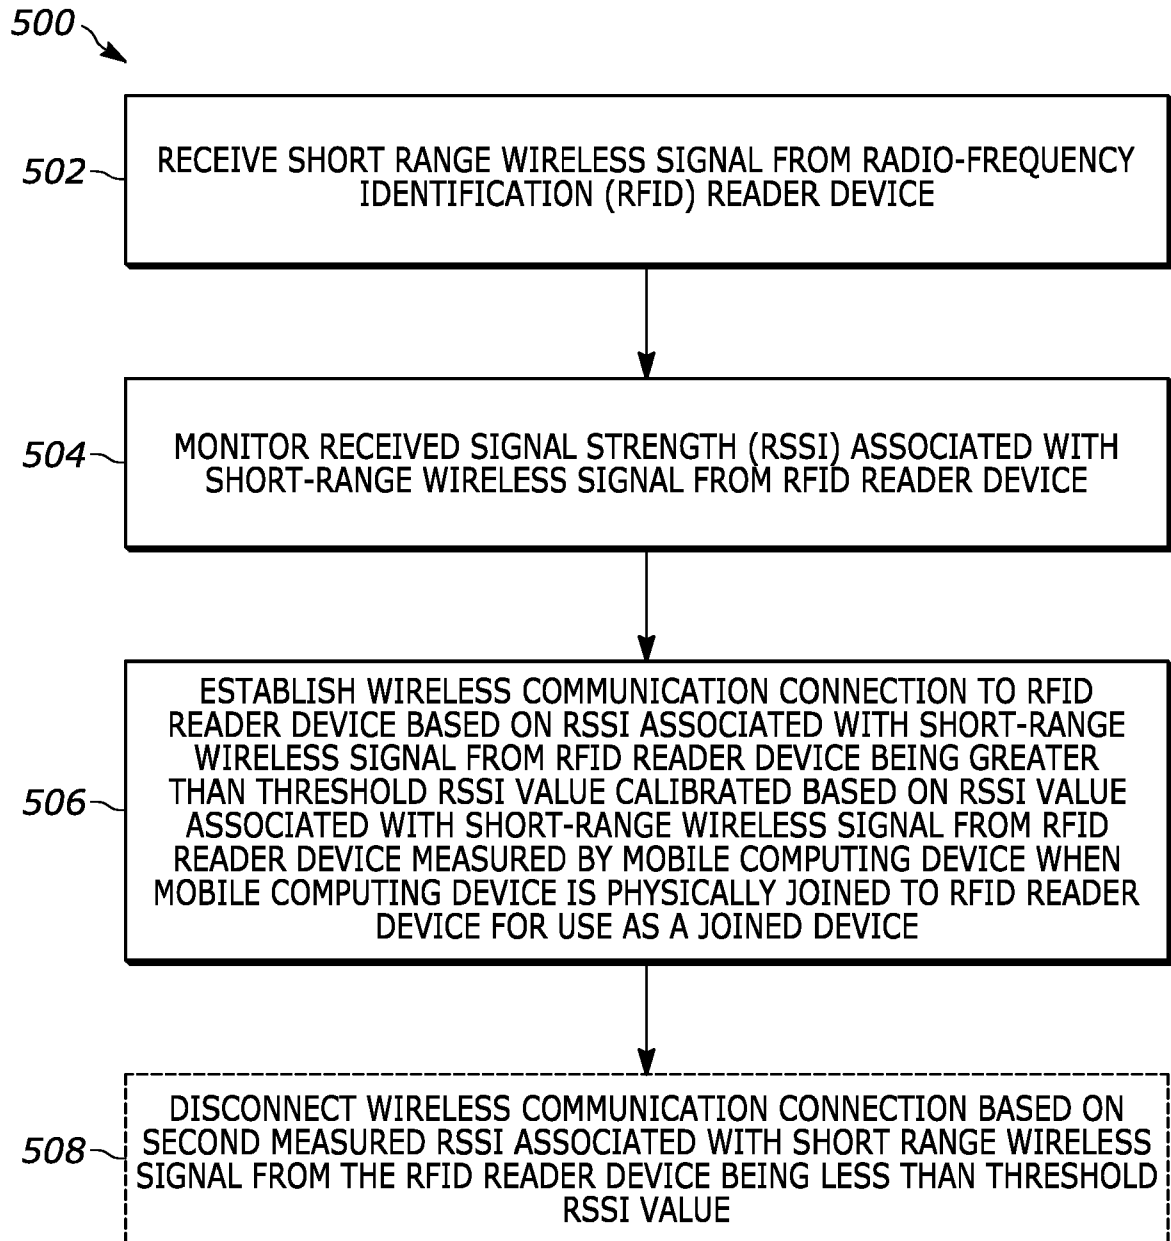 500
502
RECEIVE SHORT RANGE WIRELESS SIGNAL FROM RADIO-FREQUENCY
IDENTIFICATION (RFID) READER DEVICE
504
MONITOR RECEIVED SIGNAL STRENGTH (RSSI) ASSOCIATED WITH
SHORT-RANGE WIRELESS SIGNAL FROM RFID READER DEVICE
506
ESTABLISH WIRELESS COMMUNICATION CONNECTION TO RFID
READER DEVICE BASED ON RSSI ASSOCIATED WITH SHORT-RANGE
WIRELESS SIGNAL FROM RFID READER DEVICE BEING GREATER
THAN THRESHOLD RSSI VALUE CALIBRATED BASED ON RSSI VALUE
ASSOCIATED WITH SHORT-RANGE WIRELESS SIGNAL FROM RFID
READER DEVICE MEASURED BY MOBILE COMPUTING DEVICE WHEN
MOBILE COMPUTING DEVICE IS PHYSICALLY JOINED TO RFID READER
DEVICE FOR USE AS A JOINED DEVICE
508
DISCONNECT WIRELESS COMMUNICATION CONNECTION BASED ON
SECOND MEASURED RSSI ASSOCIATED WITH SHORT RANGE WIRELESS
SIGNAL FROM THE RFID READER DEVICE BEING LESS THAN THRESHOLD
RSSI VALUE